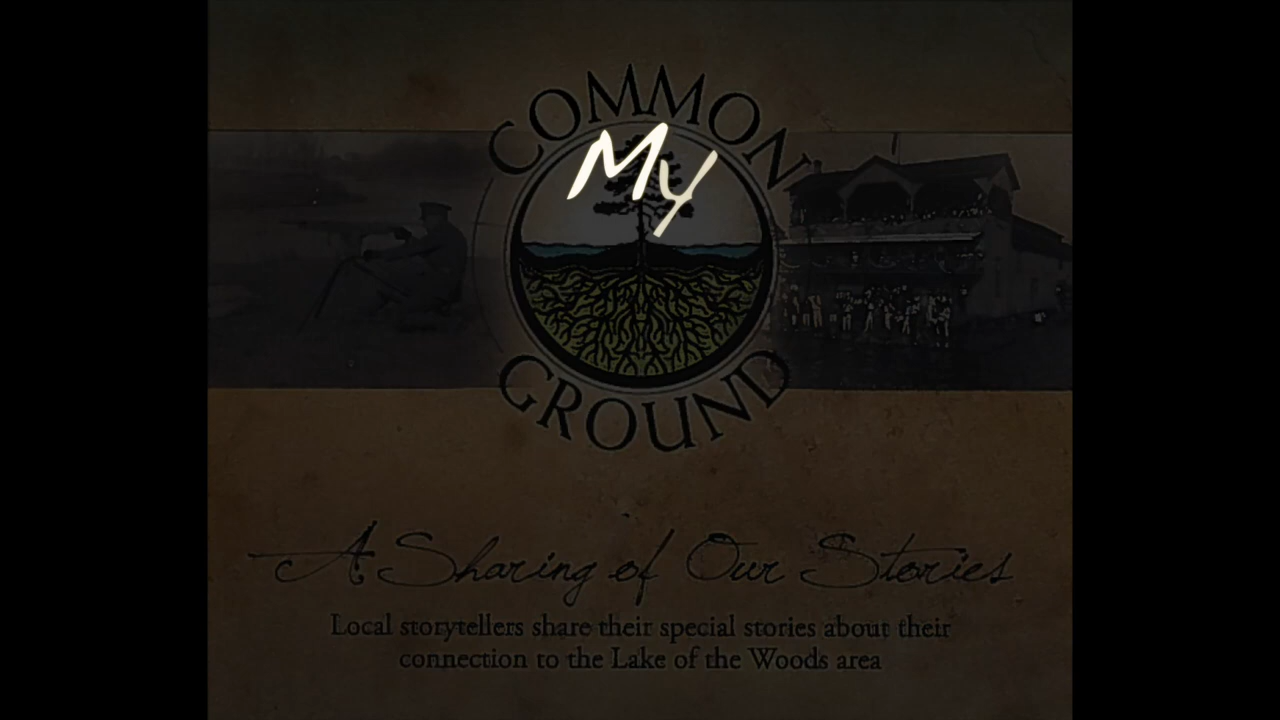 COMMON
My
GROUND
A Sharing of Our Stories
Local storytellers share their special stories about their
connection to the Lake of the Woods area